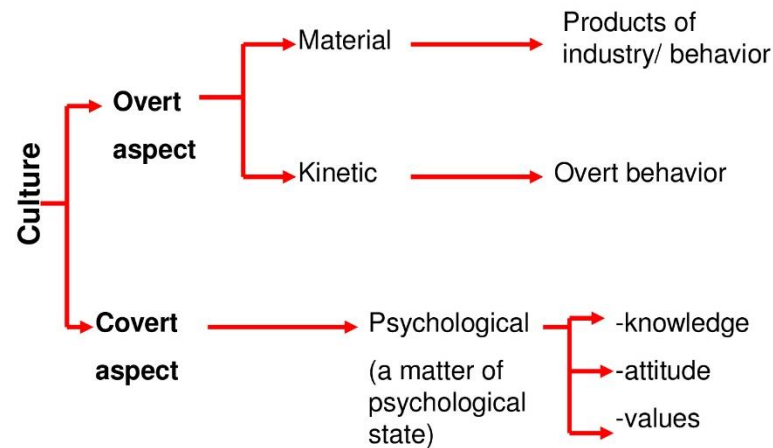 Culture
Overt
aspect
Material
Products of
industry/ behavior
Kinetic
Overt behavior
Covert
aspect
Psychological
(a matter of
psychological
state)
-knowledge
-attitude
-values